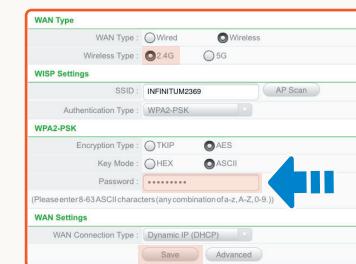 WAN Type
WAN Type : Wired Wireless
Wireless Type : 2.4G 5G
WISP Settings
SSID : INFINITUM2369 AP Scan
Authentication Type : WPA2-PSK
WPA2-PSK
Encryption Type : TKIP AES
Key Mode : HEX ASCII
Password : •••••••••
(Please enter 8-63 ASCII characters (any combination of a-z, A-Z, 0-9.))
WAN Settings
WAN Connection Type : Dynamic IP (DHCP)
Save Advanced